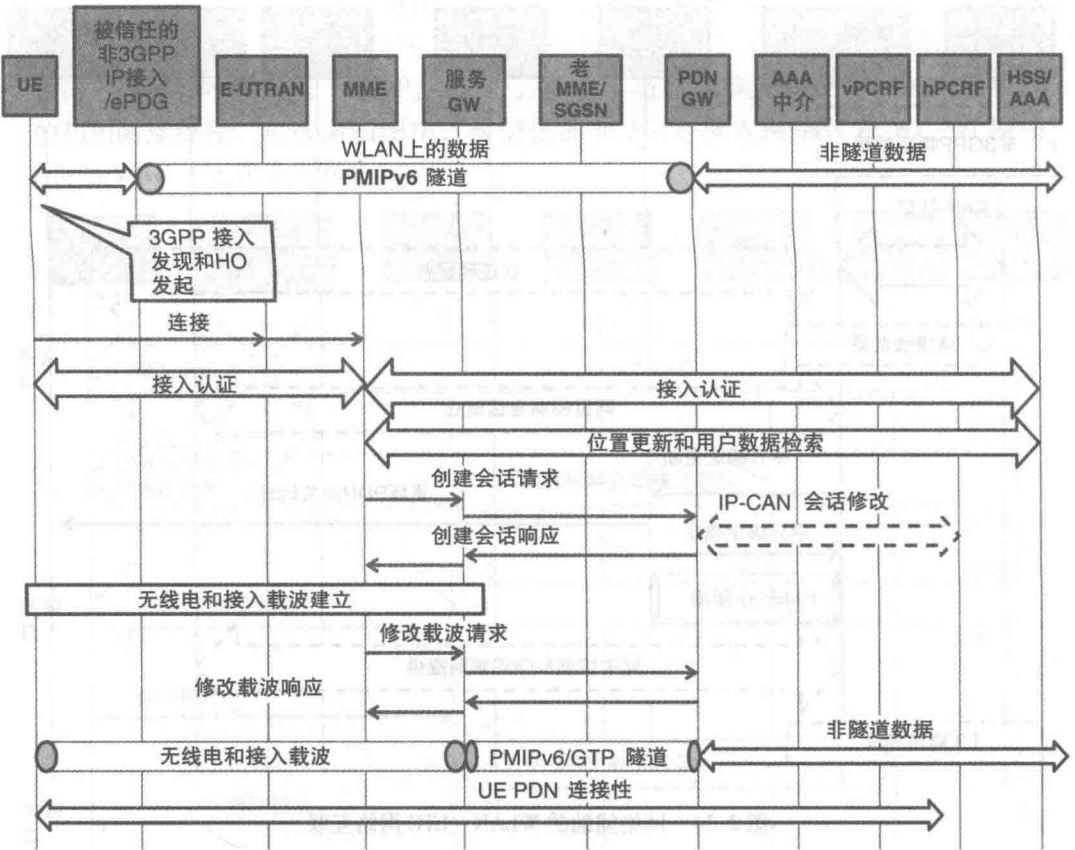 UE
被信任的
非3GPP
IP接入
/ePDG
E-UTRAN
MME
服务
GW
老
MME/
SGSN
PDN
GW
AAA
中介
vPCRF
hPCRF
HSS/
AAA
WLAN上的数据
PMIPv6 隧道
非隧道数据
3GPP 接入
发现和HO
发起
连接
接入认证
接入认证
位置更新和用户数据检索
创建会话请求
IP-CAN 会话修改
创建会话响应
无线电和接入载波建立
修改载波请求
修改载波响应
无线电和接入载波
PMIPv6/GTP 隧道
非隧道数据
UE PDN 连接性